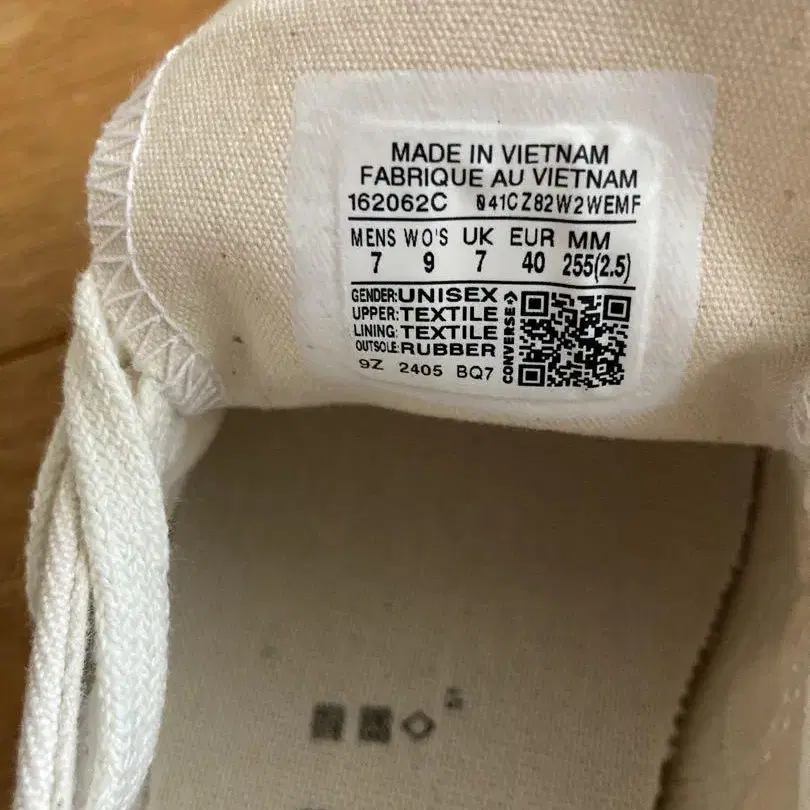 MADE IN VIETNAM
FABRIQUE AU VIETNAM
162062C 041CZ82W2WEMF
MENS WO'S UK EUR MM
7 9 7 40 255(2.5)
GENDER:UNISEX
UPPER:TEXTILE
LINING:TEXTILE
OUTSOLE:RUBBER
9Z 2405 BQ7
CONVERSE